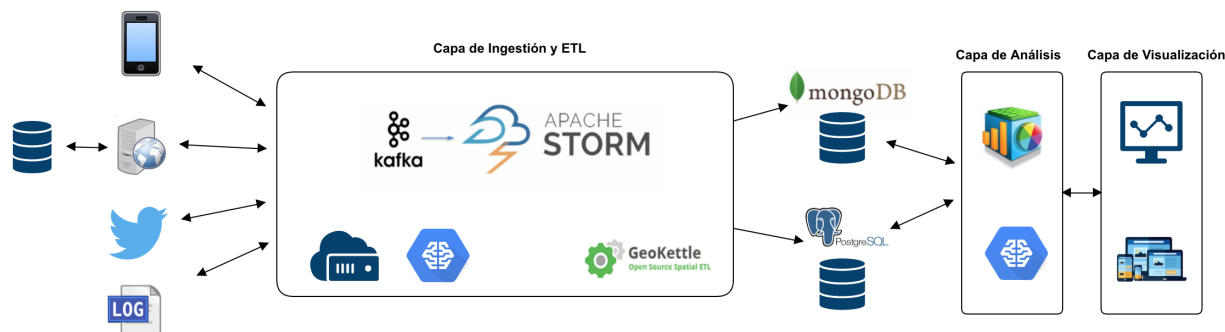 Capa de Ingestión y ETL
Capa de Análisis
Capa de Visualización
mongoDB
kafka
APACHE
STORM
PostgreSQL
GeoKettle
Open Source Spatial ETL
LOG